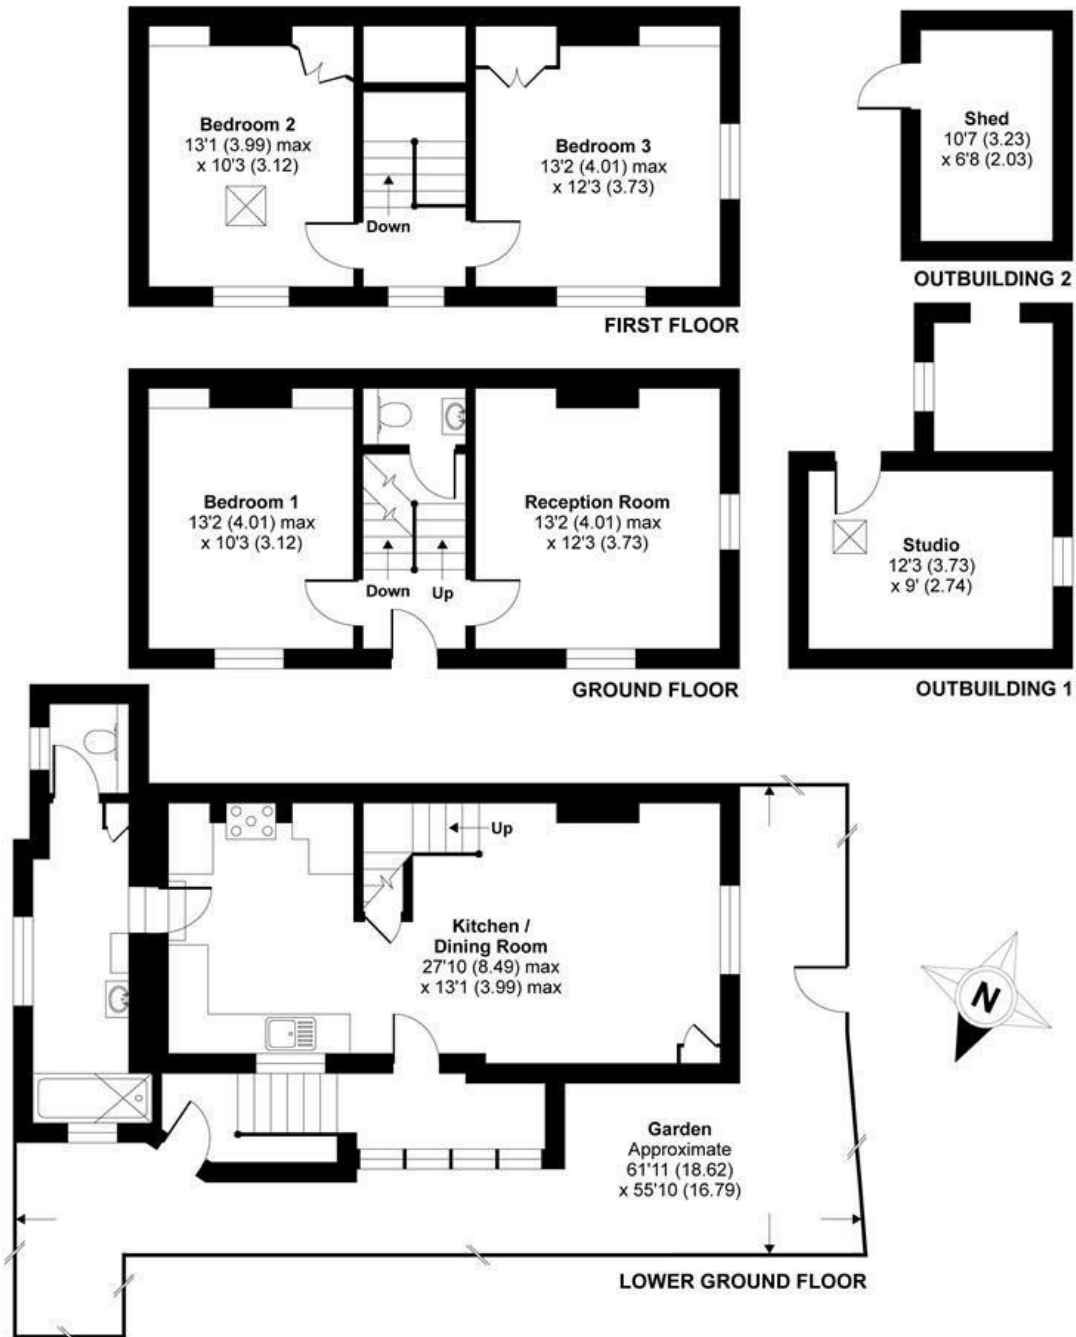 Bedroom 2
13'1 (3.99) max
x 10'3 (3.12)
Down
Bedroom 3
13'2 (4.01) max
x 12'3 (3.73)
FIRST FLOOR
Shed
10'7 (3.23)
x 6'8 (2.03)
OUTBUILDING 2
Bedroom 1
13'2 (4.01) max
x 10'3 (3.12)
Down
Up
Reception Room
13'2 (4.01) max
x 12'3 (3.73)
GROUND FLOOR
Studio
12'3 (3.73)
x 9' (2.74)
OUTBUILDING 1
Up
Kitchen /
Dining Room
27'10 (8.49) max
x 13'1 (3.99) max
N
Garden
Approximate
61'11 (18.62)
x 55'10 (16.79)
LOWER GROUND FLOOR